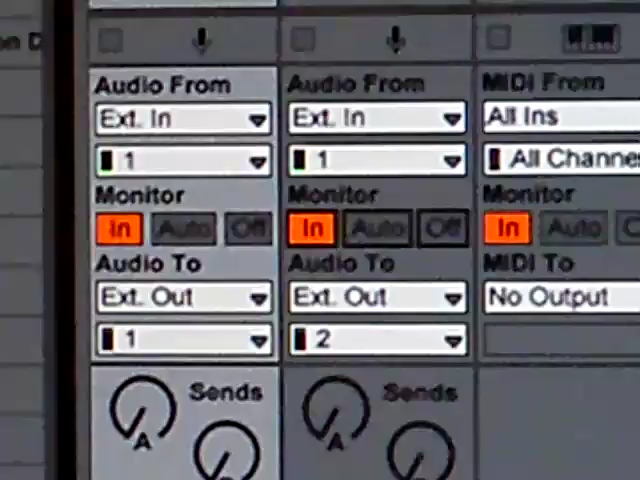 on D
Audio From
Audio From
MIDI From
Ext. In
Ext. In
All Ins
1
1
All Channe
Monitor
Monitor
Monitor
In Auto Off
In Auto Off
In Auto
Audio To
Audio To
MIDI To
Ext. Out
Ext. Out
No Output
1
2
Sends
Sends
A
A